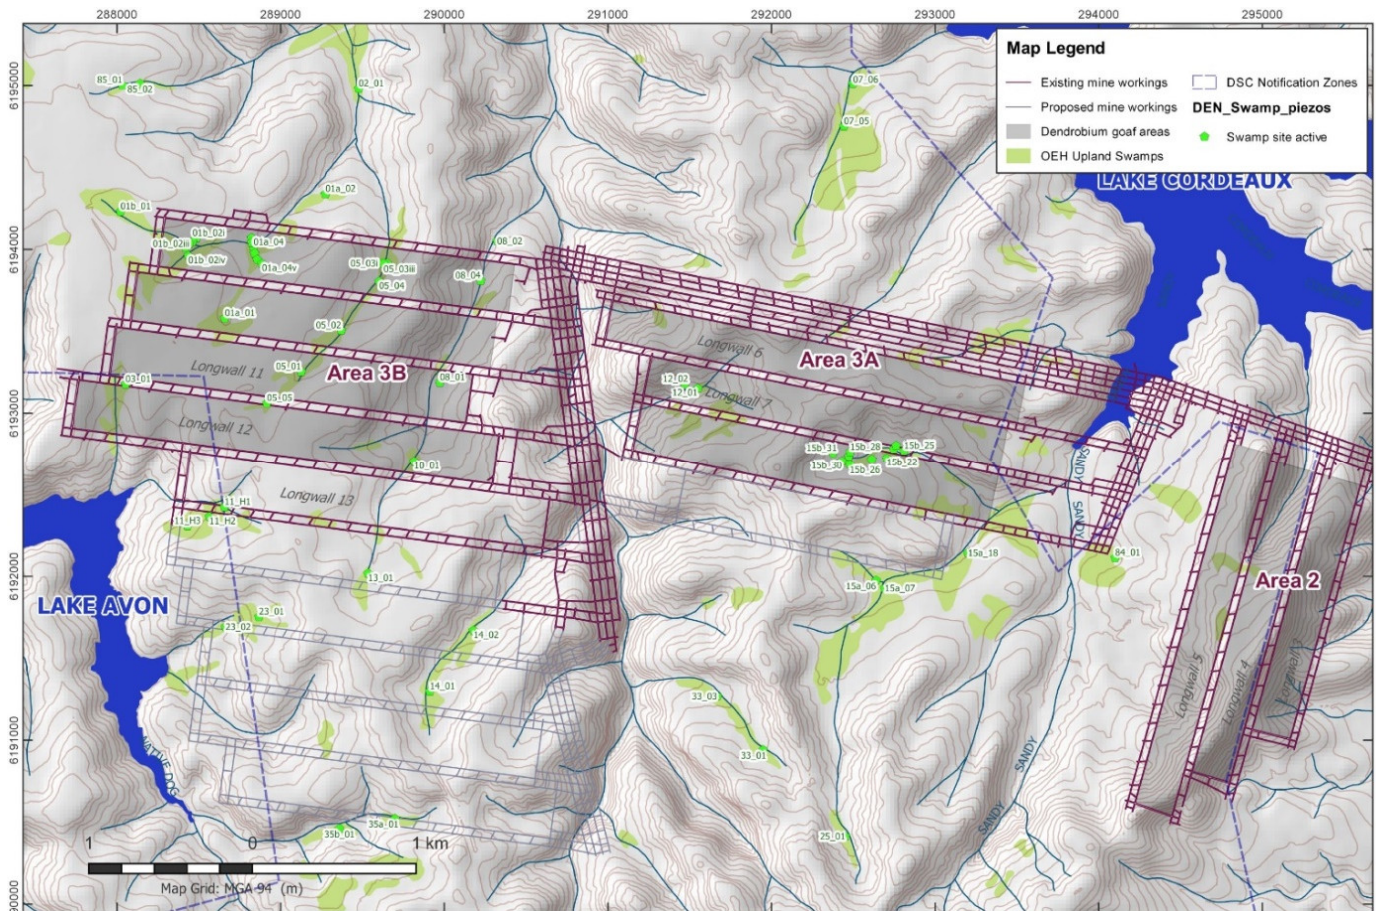 288000 289000 290000 291000 292000 293000 294000 295000
6195000
6194000
6193000
6192000
6191000
Map Legend
Existing mine workings
Proposed mine workings
Dendrobium goaf areas
OEH Upland Swamps
DSC Notification Zones
DEN_Swamp_piezos
Swamp site active
LAKE CORDEAUX
85_01
85_02
02_01
07_06
07_05
01a_02
01b_01
01b_02i
01b_02iii
01b_02iv
01a_04
01a_04v
05_03i
05_03iii
05_04
08_02
08_04
01a_01
05_02
05_01
Area 3B
08_01
Longwall 11
03_01
05_05
Longwall 12
10_01
Longwall 13
Longwall 6
Area 3A
12_02
12_01
Longwall 7
15b_31
15b_28
15b_25
15b_30
15b_26
15b_22
SANDY
SANDY
11_H1
11_H3
11_H2
15a_18
84_01
13_01
15a_06
15a_07
Area 2
LAKE AVON
23_01
23_02
14_02
14_01
33_03
33_01
Longwall 5
Longwall 4
NATIVE DOG
SANDY
SANDY
35b_01
35a_01
25_01
1 0 1 km
Map Grid: MGA 94 (m)